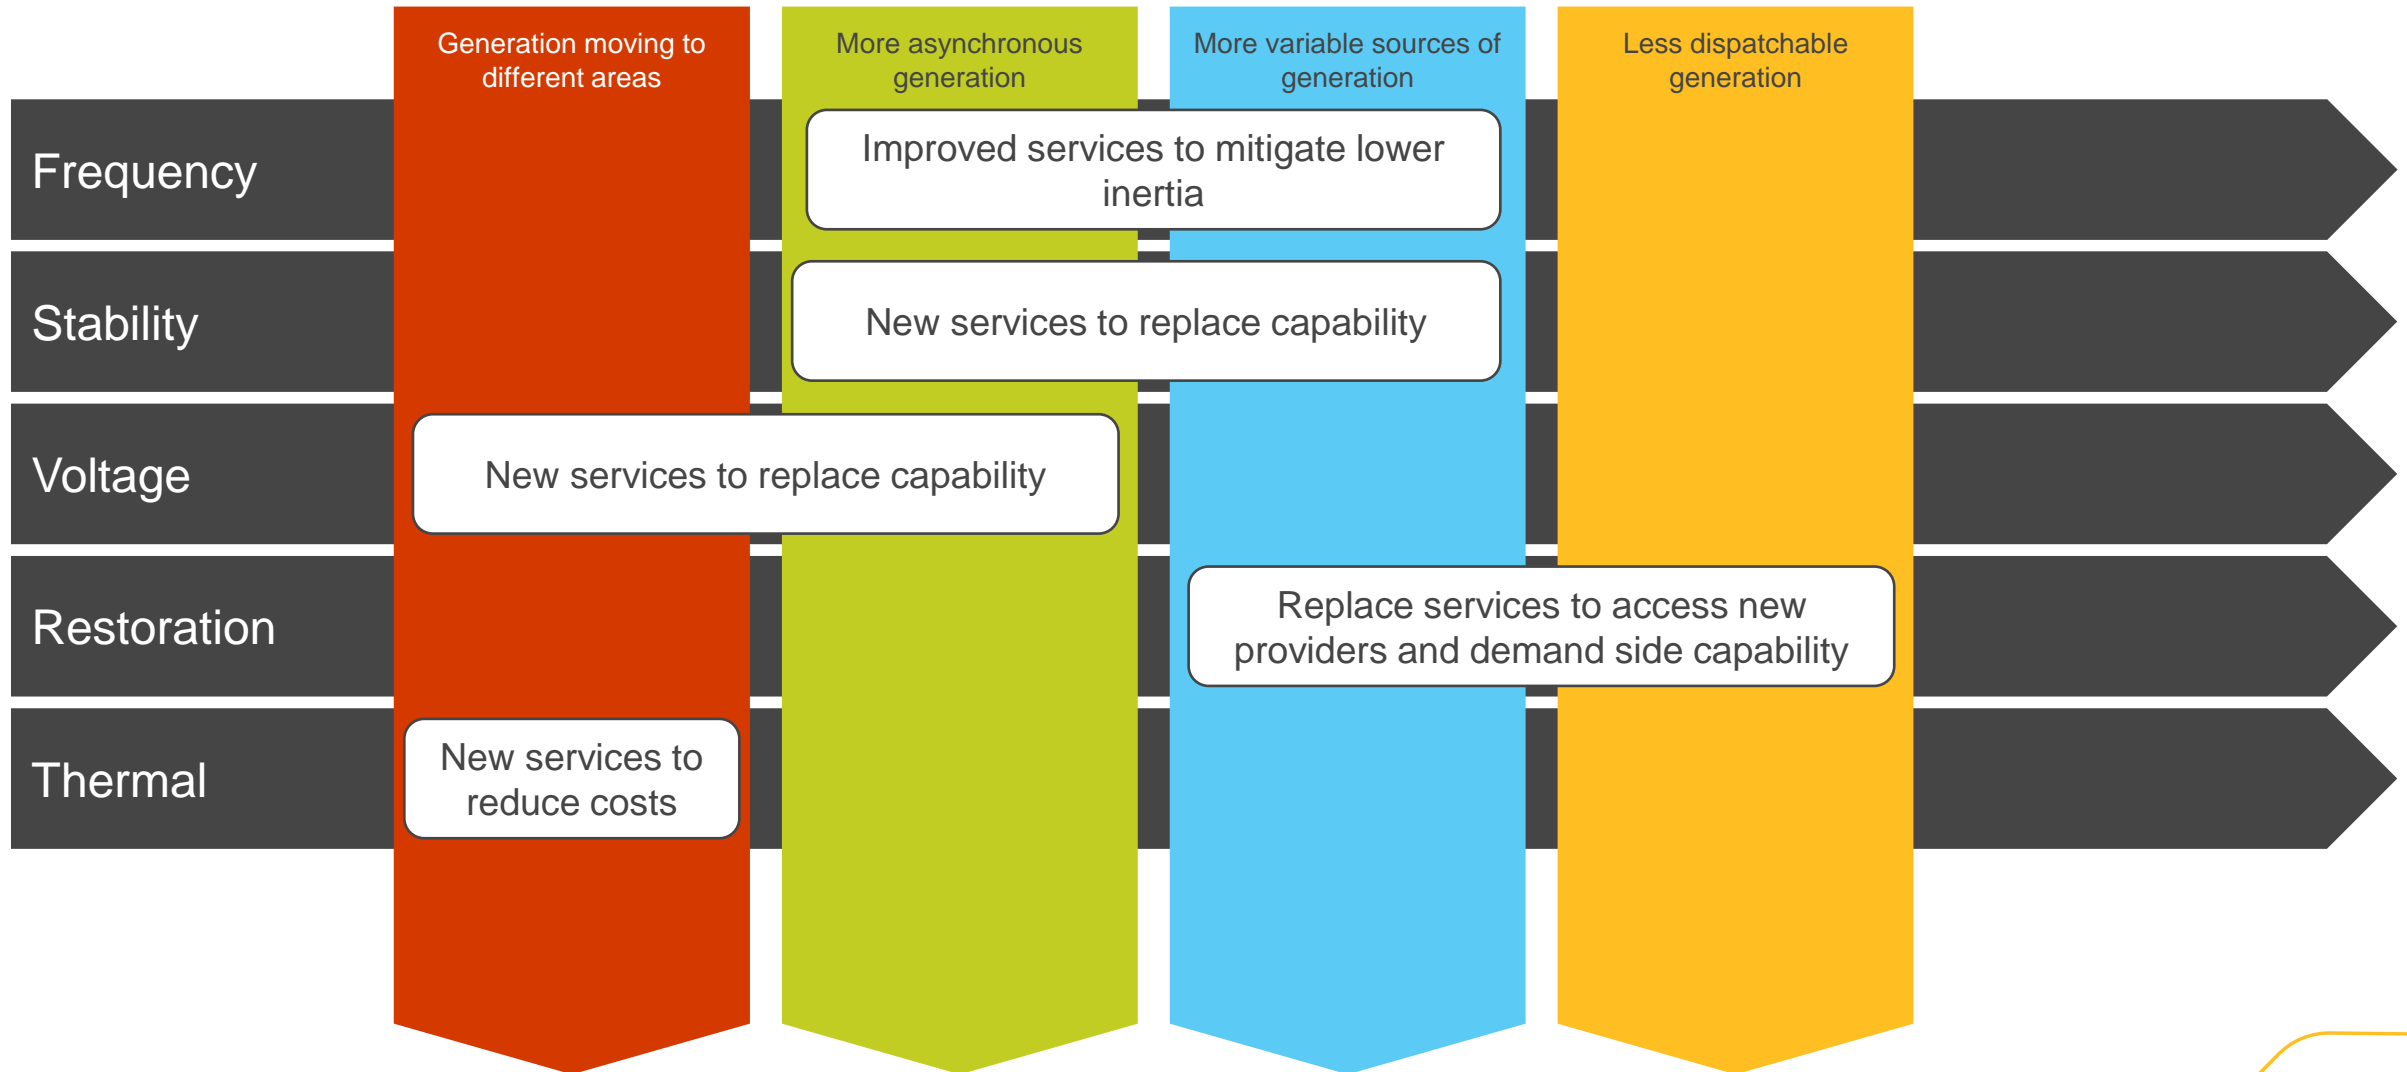 Generation moving to
different areas
More asynchronous
generation
More variable sources of
generation
Less dispatchable
generation
Frequency
Improved services to mitigate lower
inertia
Stability
New services to replace capability
Voltage
New services to replace capability
Restoration
Replace services to access new
providers and demand side capability
Thermal
New services to
reduce costs